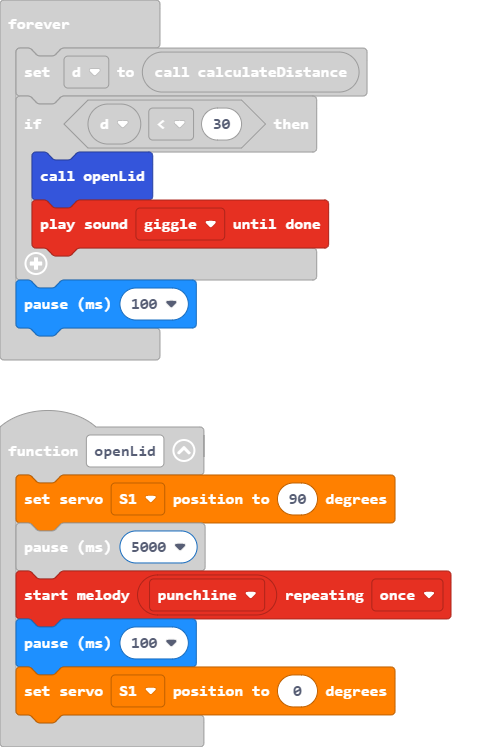 forever
set d to call calculateDistance
if d < 30 then
call openLid
play sound giggle until done
pause (ms) 100
function openLid
set servo S1 position to 90 degrees
pause (ms) 5000
start melody punchline repeating once
pause (ms) 100
set servo S1 position to 0 degrees